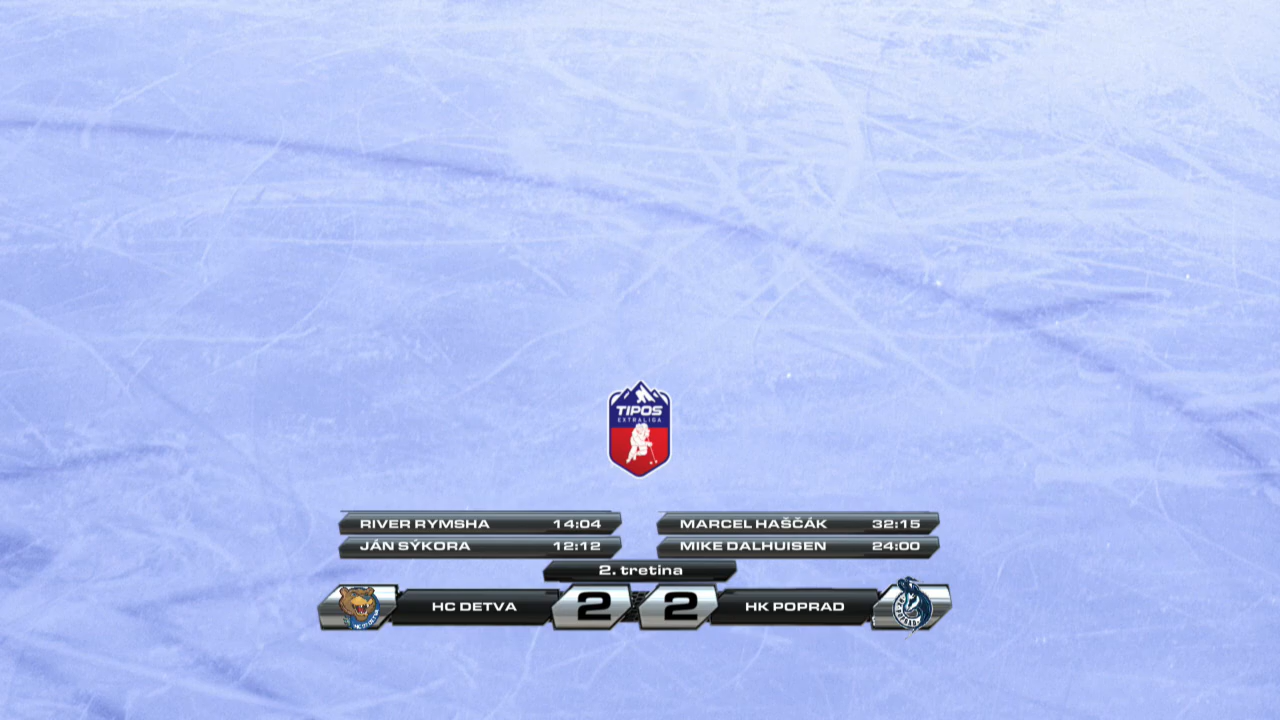 TIPOS
EXTRALIGA
RIVER RYMSHA 14:04
JÁN SÝKORA 12:12
MARCEL HAŠČÁK 32:15
MIKE DALHUISEN 24:00
2. tretina
HC DETVA 2 2 HK POPRAD